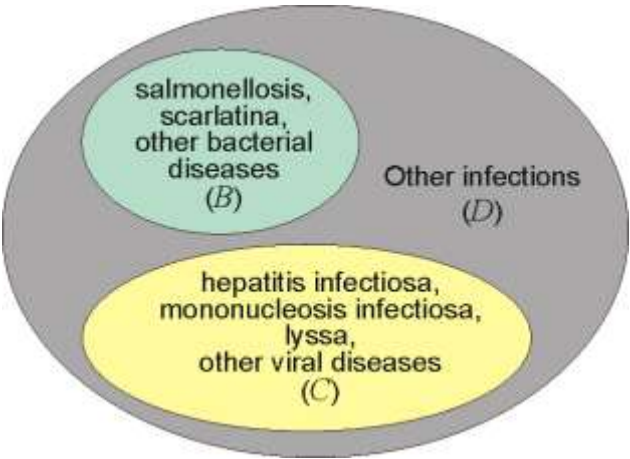 salmonellosis,
scarlatina,
other bacterial
diseases
(B)
Other infections
(D)
hepatitis infectiosa,
mononucleosis infectiosa,
lyssa,
other viral diseases
(C)